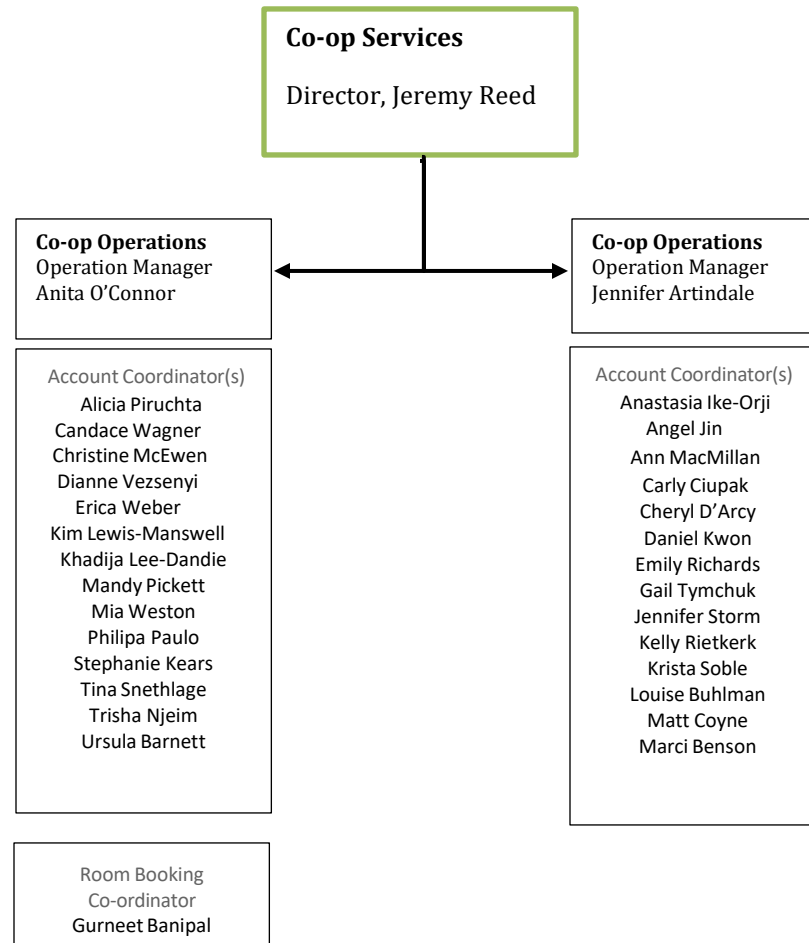 Co-op Services
Director, Jeremy Reed
Co-op Operations
Operation Manager
Anita O’Connor
Account Coordinator(s)
Alicia Piruchta
Candace Wagner
Christine McEwen
Dianne Vezsenyi
Erica Weber
Kim Lewis-Manswell
Khadija Lee-Dandie
Mandy Pickett
Mia Weston
Philipa Paulo
Stephanie Kears
Tina Snethlage
Trisha Njeim
Ursula Barnett
Room Booking
Co-ordinator
Gurneet Banipal
Co-op Operations
Operation Manager
Jennifer Artindale
Account Coordinator(s)
Anastasia Ike-Orji
Angel Jin
Ann MacMillan
Carly Ciupak
Cheryl D’Arcy
Daniel Kwon
Emily Richards
Gail Tymchuk
Jennifer Storm
Kelly Rietkerk
Krista Soble
Louise Buhlman
Matt Coyne
Marci Benson